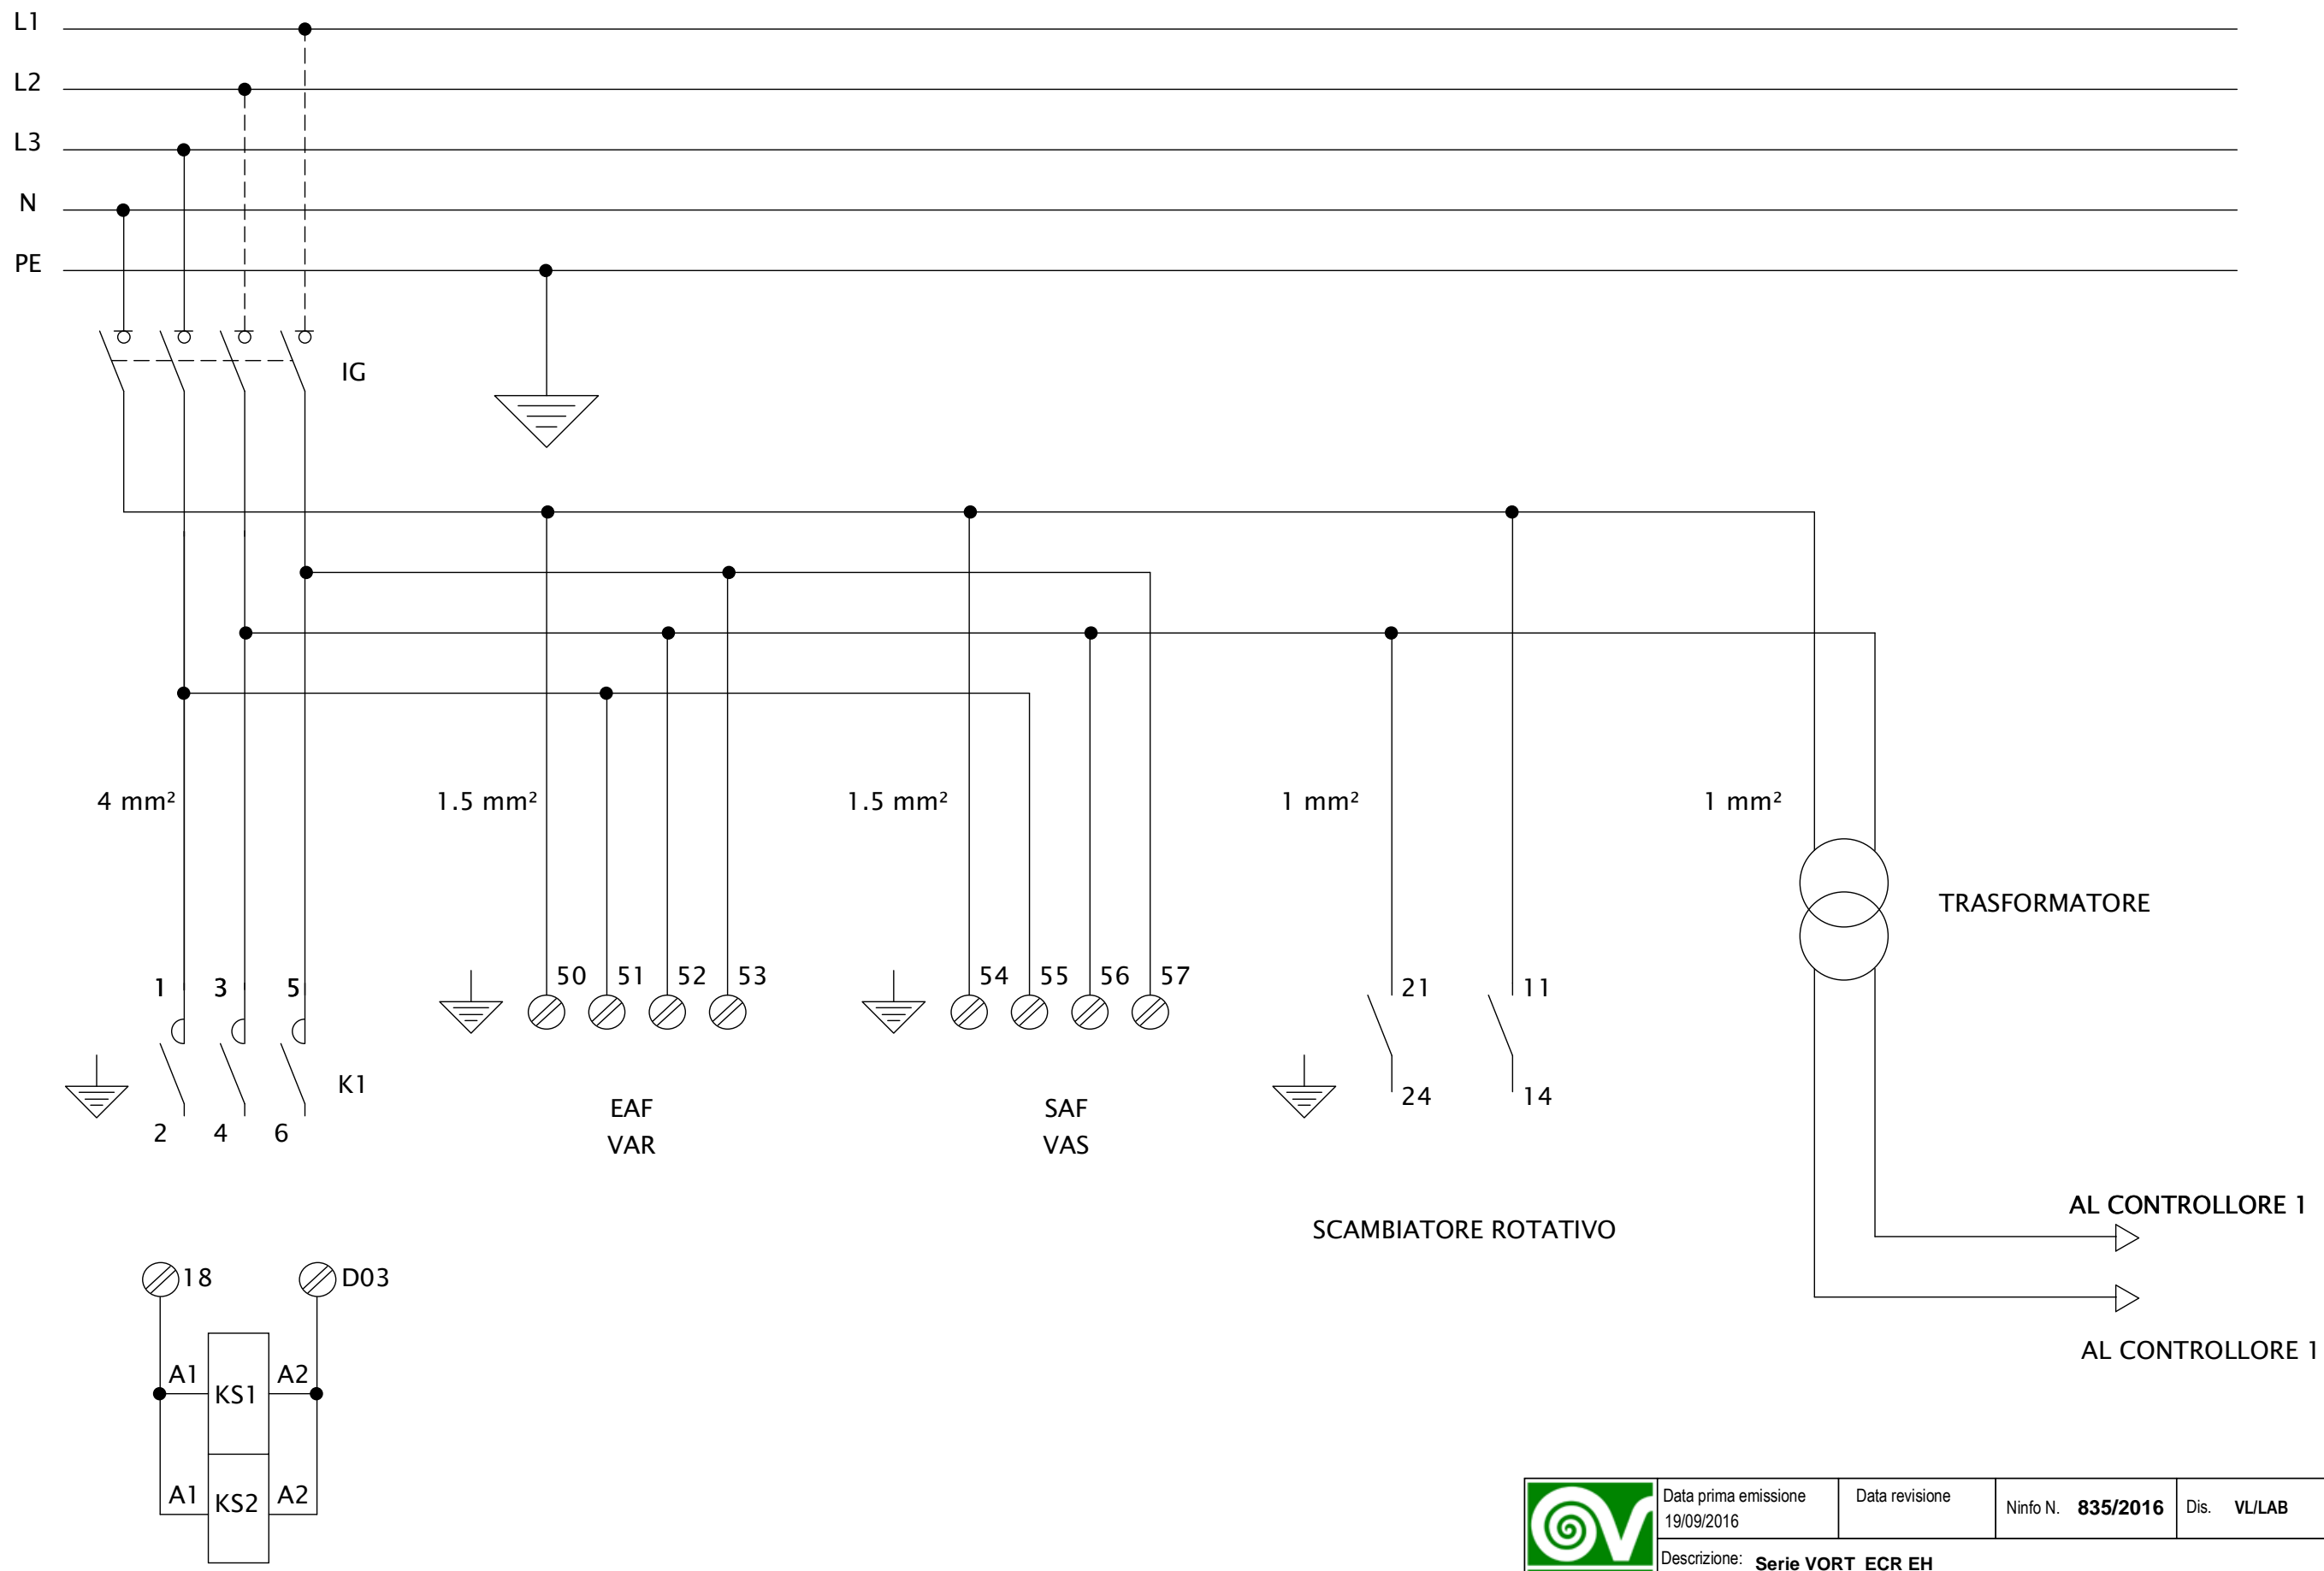 L1
L2
L3
N
PE
IG
4 mm²
1.5 mm²
1.5 mm²
1 mm²
1 mm²
TRASFORMATORE
1 3 5
50 51 52 53
54 55 56 57
21 11
K1
24 14
2 4 6
EAF
VAR
SAF
VAS
SCAMBIATORE ROTATIVO
AL CONTROLLORE 1
AL CONTROLLORE 1
18 D03
A1 KS1 A2
A1 KS2 A2
Data prima emissione
19/09/2016
Data revisione
Ninfo N. 835/2016
Dis. VL/LAB
Descrizione: Serie VORT ECR EH